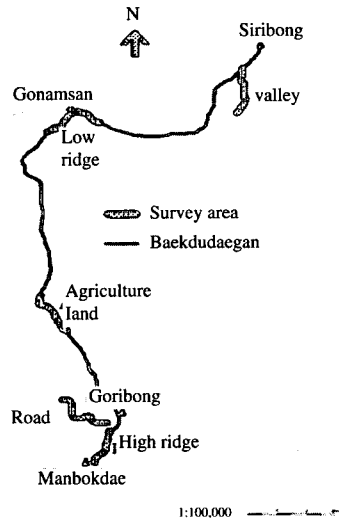 N
Siribong
valley
Gonamsan
Low
ridge
Survey area
Baekdudaegan
Agriculture
land
Goribong
Road
High ridge
Manbokdae
1:100,000